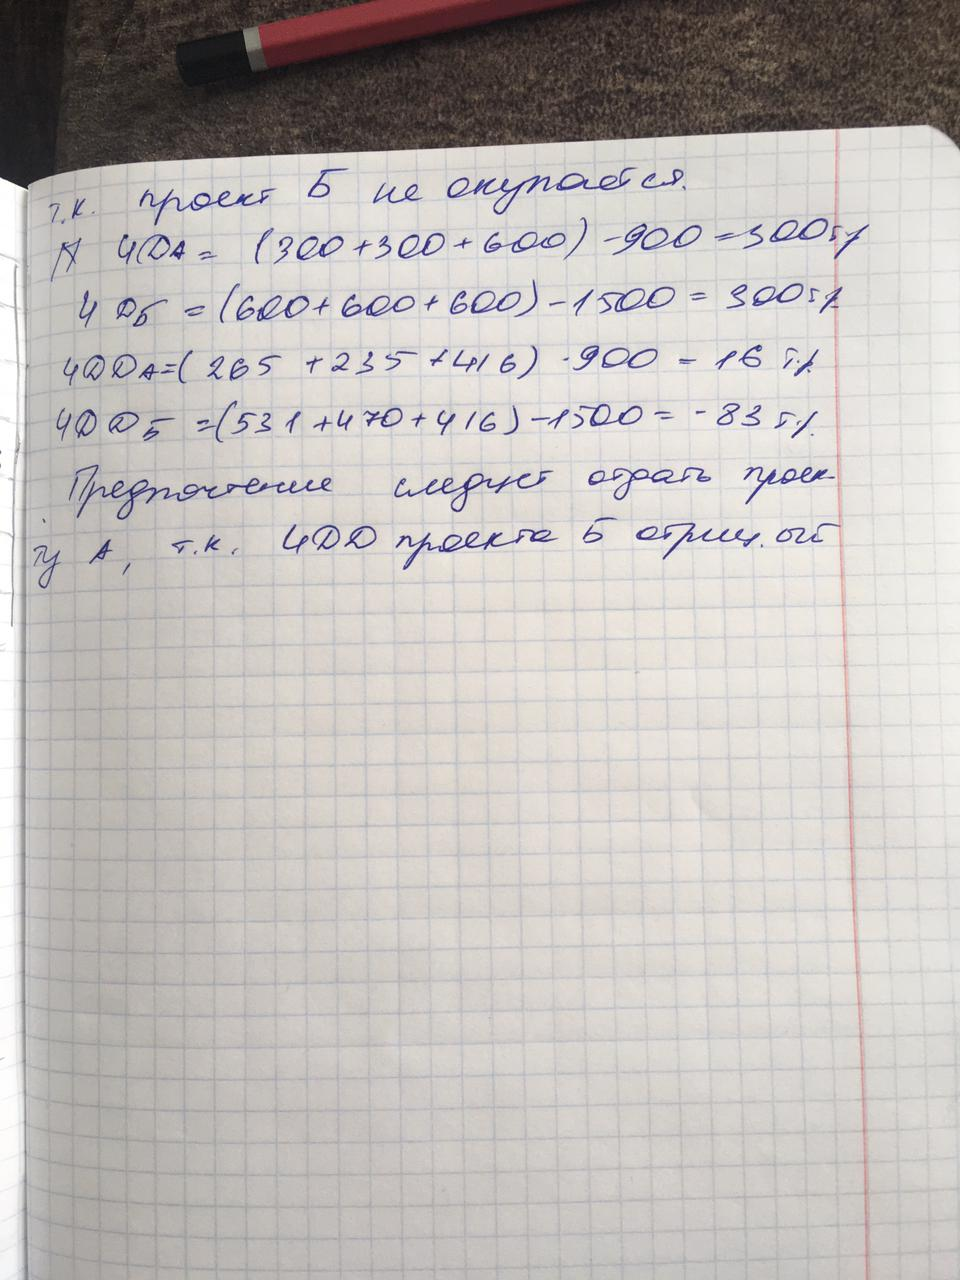 т.к. проект Б не окупается.
ЧДА = (300+300+600) -900 = 300 т.р
ЧДБ = (600+600+600) - 1500 = 300 т.р
ЧДДА = ( 265 + 235 + 416) - 900 = 16 т.р.
ЧДДБ = (531 + 470 + 416) - 1500 = - 83 т.р.
Предпочтение следует отдать проек-
ту А, т.к. ЧДД проекта Б отриц.ый